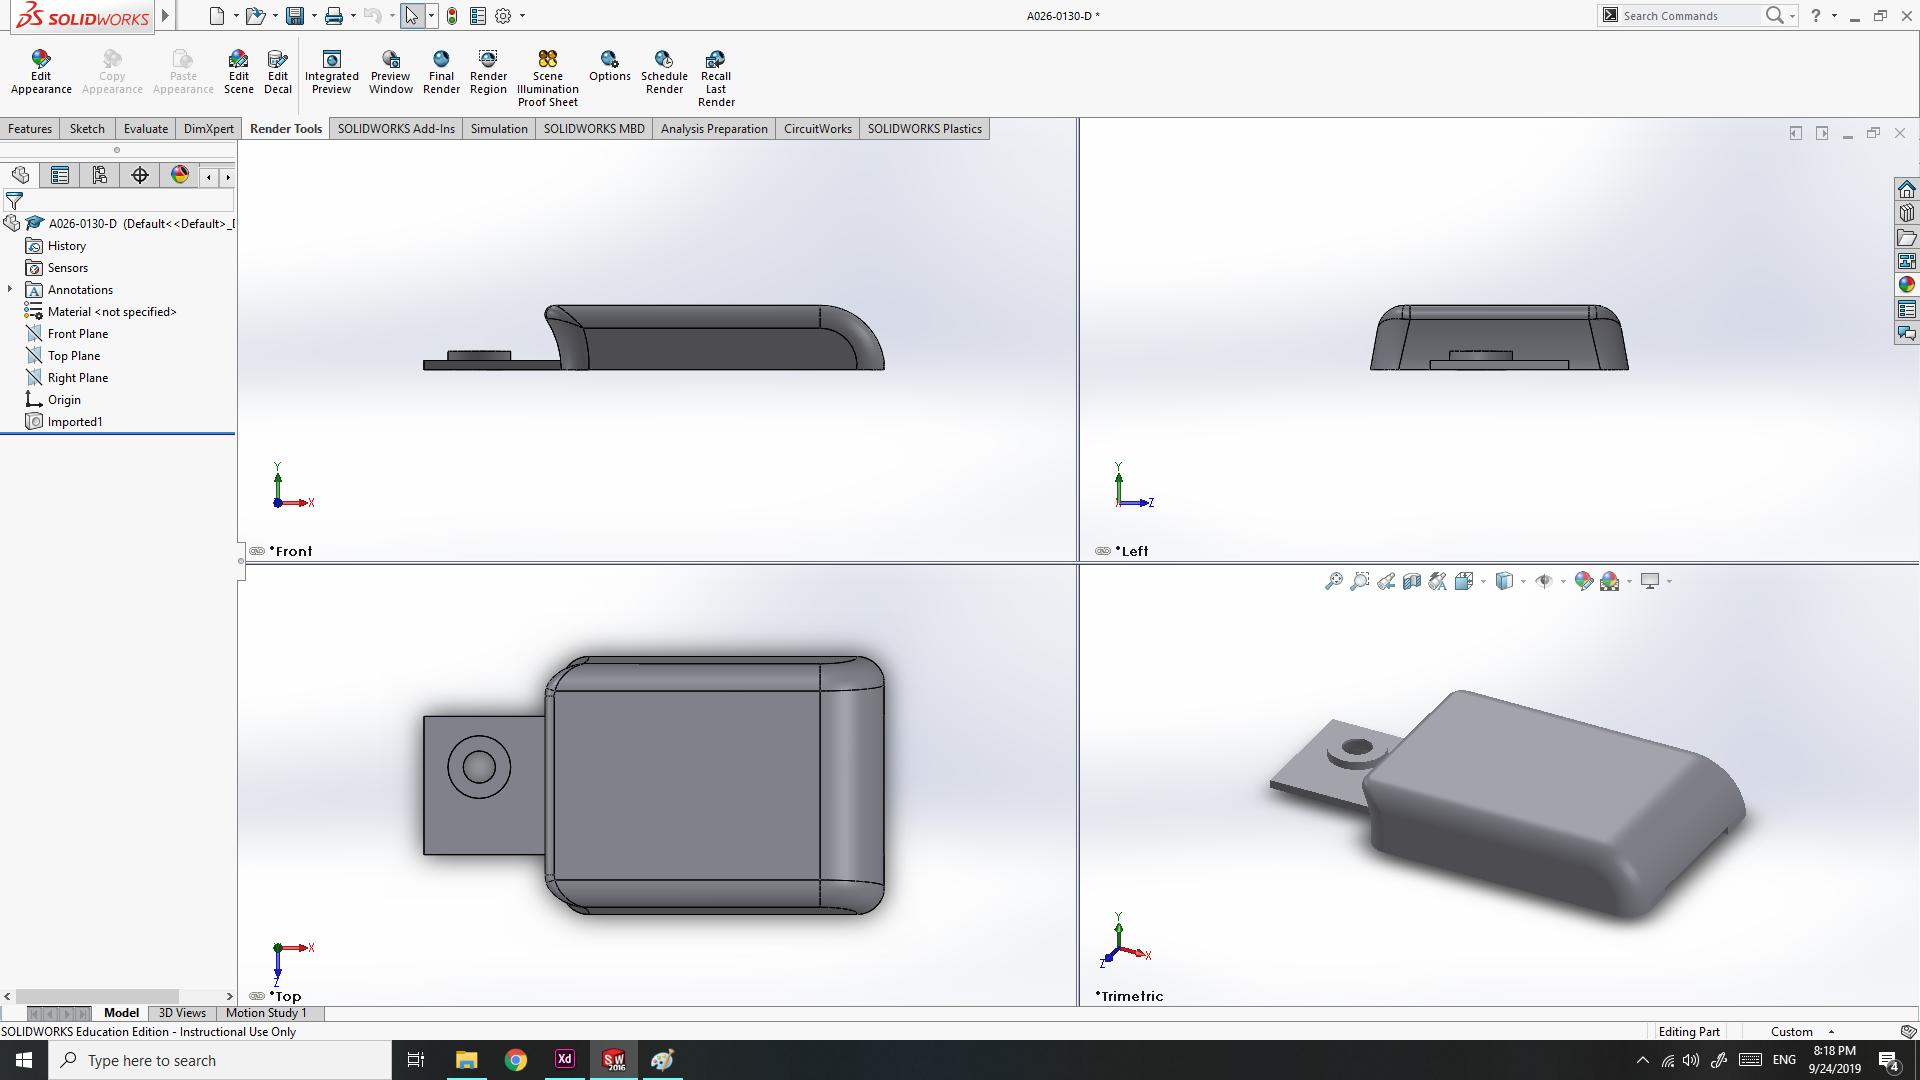 SOLIDWORKS
A026-0130-D *
Search Commands
?
Edit Appearance
Copy Appearance
Paste Appearance
Edit Scene
Edit Decal
Integrated Preview
Preview Window
Final Render
Render Region
Scene Illumination Proof Sheet
Options
Schedule Render
Recall Last Render
Features
Sketch
Evaluate
DimXpert
Render Tools
SOLIDWORKS Add-Ins
Simulation
SOLIDWORKS MBD
Analysis Preparation
CircuitWorks
SOLIDWORKS Plastics
A026-0130-D (Default<<Default>_
History
Sensors
Annotations
Material <not specified>
Front Plane
Top Plane
Right Plane
Origin
Imported1
Y
X
*Front
Y
Z
*Left
X
Z
*Top
Y
X
Z
*Trimetric
Model
3D Views
Motion Study 1
SOLIDWORKS Education Edition - Instructional Use Only
Editing Part
Custom
Type here to search
Xd
SW
2016
ENG
8:18 PM
9/24/2019
4